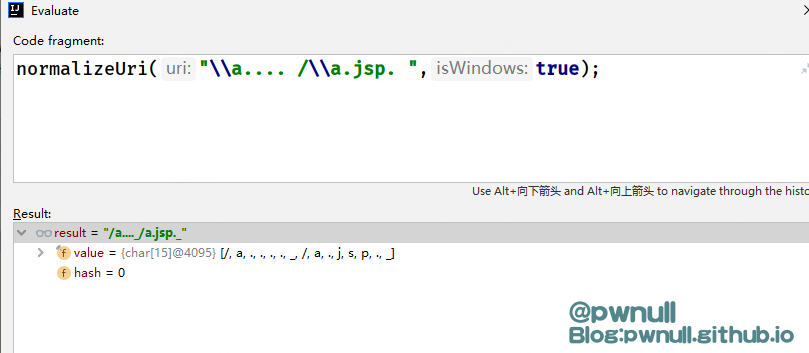 Evaluate
Code fragment:
normalizeUri( uri: "\\a.... /\\a.jsp. ", isWindows: true);
Use Alt+向下箭头 and Alt+向上箭头 to navigate through the histo
Result:
result = "/a...._/a.jsp._"
f value = {char[15]@4095} [/, a, ., ., ., ., _, /, a, ., j, s, p, ., _]
f hash = 0
@pwnull
Blog:pwnull.github.io